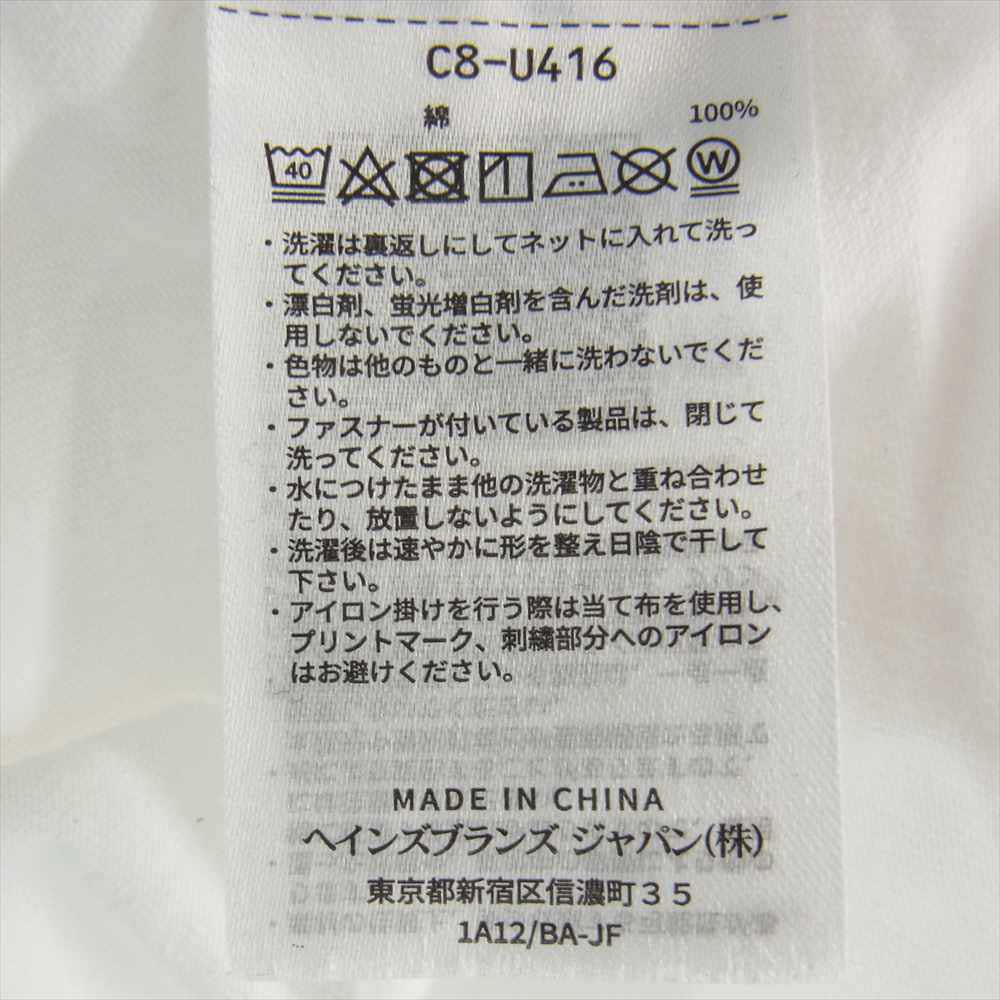 C8-U416
綿 100%
40 W
・洗濯は裏返しにしてネットに入れて洗っ
てください。
・漂白剤、蛍光増白剤を含んだ洗剤は、使
用しないでください。
・色物は他のものと一緒に洗わないでくだ
さい。
・ファスナーが付いている製品は、閉じて
洗ってください。
・水につけたまま他の洗濯物と重ね合わせ
たり、放置しないようにしてください。
・洗濯後は速やかに形を整え日陰で干して
下さい。
・アイロン掛けを行う際は当て布を使用し、
プリントマーク、刺繍部分へのアイロン
はお避けください。
MADE IN CHINA
ヘインズブランズ ジャパン(株)
東京都新宿区信濃町３５
1A12/BA-JF